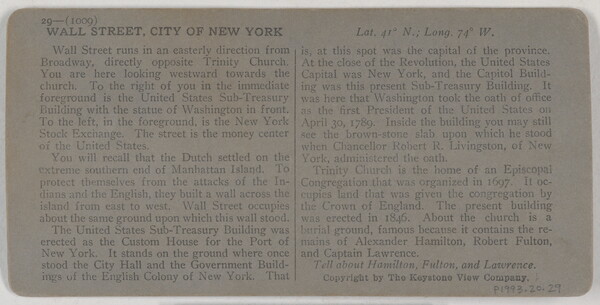 29—(1009)
WALL STREET, CITY OF NEW YORK
Lat. 41° N.; Long. 74° W.
Wall Street runs in an easterly direction from
Broadway, directly opposite Trinity Church.
You are here looking westward towards the
church. To the right of you in the immediate
foreground is the United States Sub-Treasury
Building with the statue of Washington in front.
To the left, in the foreground, is the New York
Stock Exchange. The street is the money center
of the United States.
You will recall that the Dutch settled on the
extreme southern end of Manhattan Island. To
protect themselves from the attacks of the In-
dians and the English, they built a wall across the
island from east to west. Wall Street occupies
about the same ground upon which this wall stood.
The United States Sub-Treasury Building was
erected as the Custom House for the Port of
New York. It stands on the ground where once
stood the City Hall and the Government Build-
ings of the English Colony of New York. That
is, at this spot was the capital of the province.
At the close of the Revolution, the United States
Capital was New York, and the Capitol Build-
ing was this present Sub-Treasury Building. It
was here that Washington took the oath of office
as the first President of the United States on
April 30, 1789. Inside the building you may still
see the brown-stone slab upon which he stood
when Chancellor Robert R. Livingston, of New
York, administered the oath.
Trinity Church is the home of an Episcopal
Congregation that was organized in 1697. It oc-
cupies land that was given the congregation by
the Crown of England. The present building
was erected in 1846. About the church is a
burial ground, famous because it contains the re-
mains of Alexander Hamilton, Robert Fulton,
and Captain Lawrence.
Tell about Hamilton, Fulton, and Lawrence.
Copyright by The Keystone View Company.
P1993.20.29